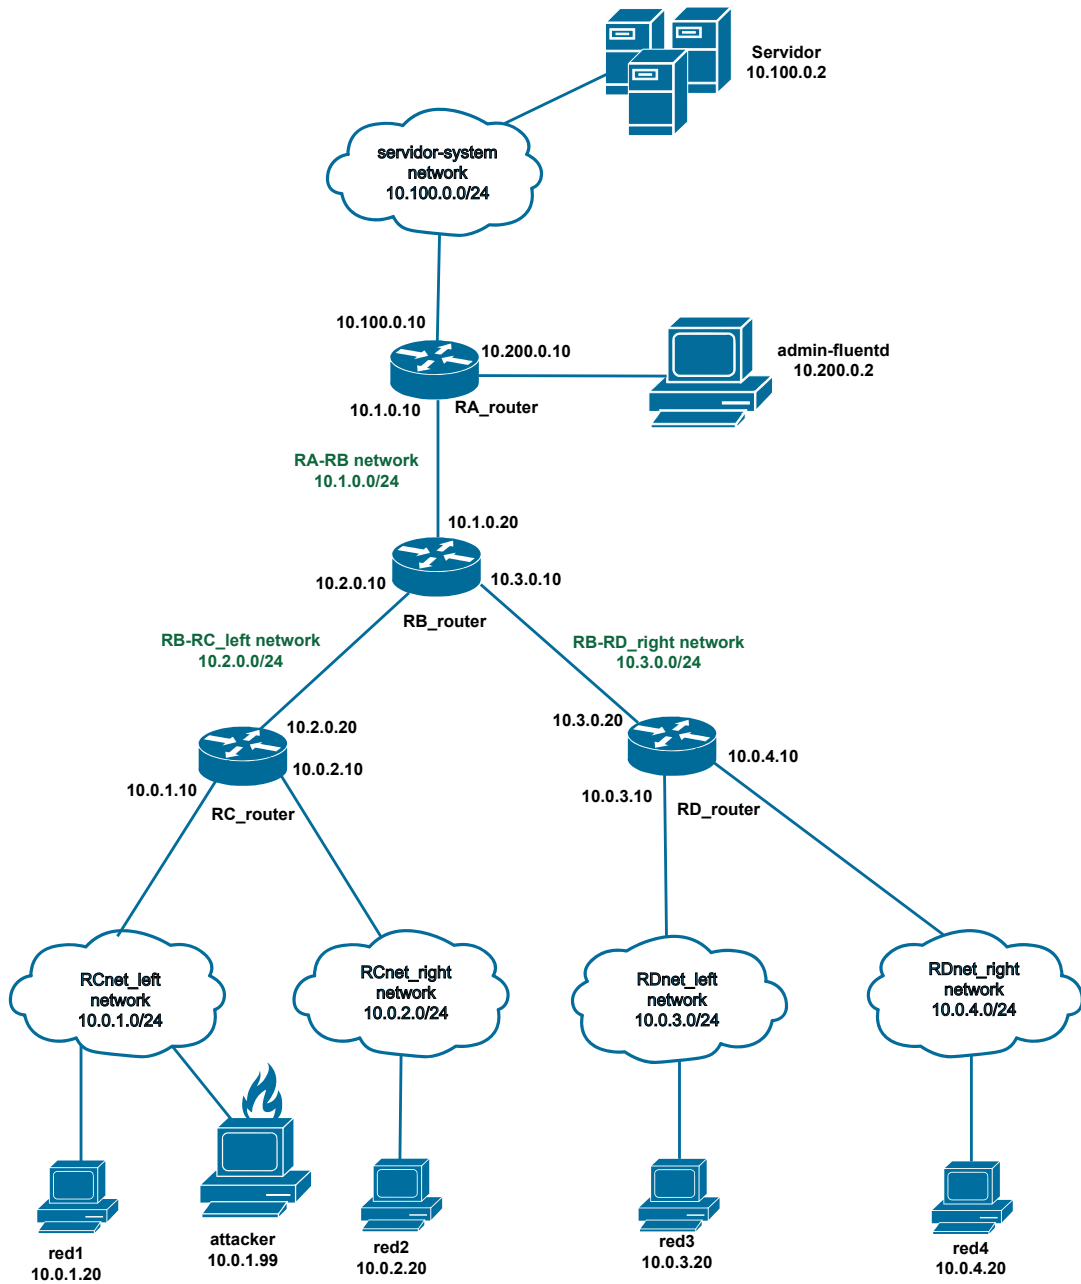 Servidor
10.100.0.2
servidor-system
network
10.100.0.0/24
10.100.0.10
10.200.0.10
admin-fluentd
10.200.0.2
10.1.0.10
RA_router
RA-RB network
10.1.0.0/24
10.1.0.20
10.2.0.10
10.3.0.10
RB_router
RB-RC_left network
10.2.0.0/24
RB-RD_right network
10.3.0.0/24
10.2.0.20
10.0.2.10
10.0.1.10
RC_router
10.3.0.20
10.0.4.10
10.0.3.10
RD_router
RCnet_left
network
10.0.1.0/24
RCnet_right
network
10.0.2.0/24
RDnet_left
network
10.0.3.0/24
RDnet_right
network
10.0.4.0/24
red1
10.0.1.20
attacker
10.0.1.99
red2
10.0.2.20
red3
10.0.3.20
red4
10.0.4.20